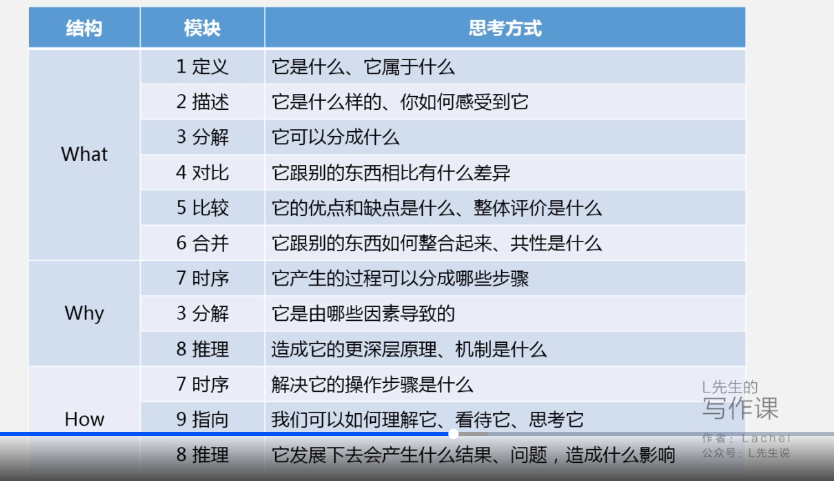 结构 模块 思考方式
What
1 定义 它是什么、它属于什么
2 描述 它是什么样的、你如何感受到它
3 分解 它可以分成什么
4 对比 它跟别的东西相比有什么差异
5 比较 它的优点和缺点是什么、整体评价是什么
6 合并 它跟别的东西如何整合起来、共性是什么
Why
7 时序 它产生的过程可以分成哪些步骤
3 分解 它是由哪些因素导致的
8 推理 造成它的更深层原理、机制是什么
How
7 时序 解决它的操作步骤是什么
9 指向 我们可以如何理解它、看待它、思考它
8 推理 它发展下去会产生什么结果、问题，造成什么影响
L先生的
写作课
作者：Lachel
公众号：L先生说